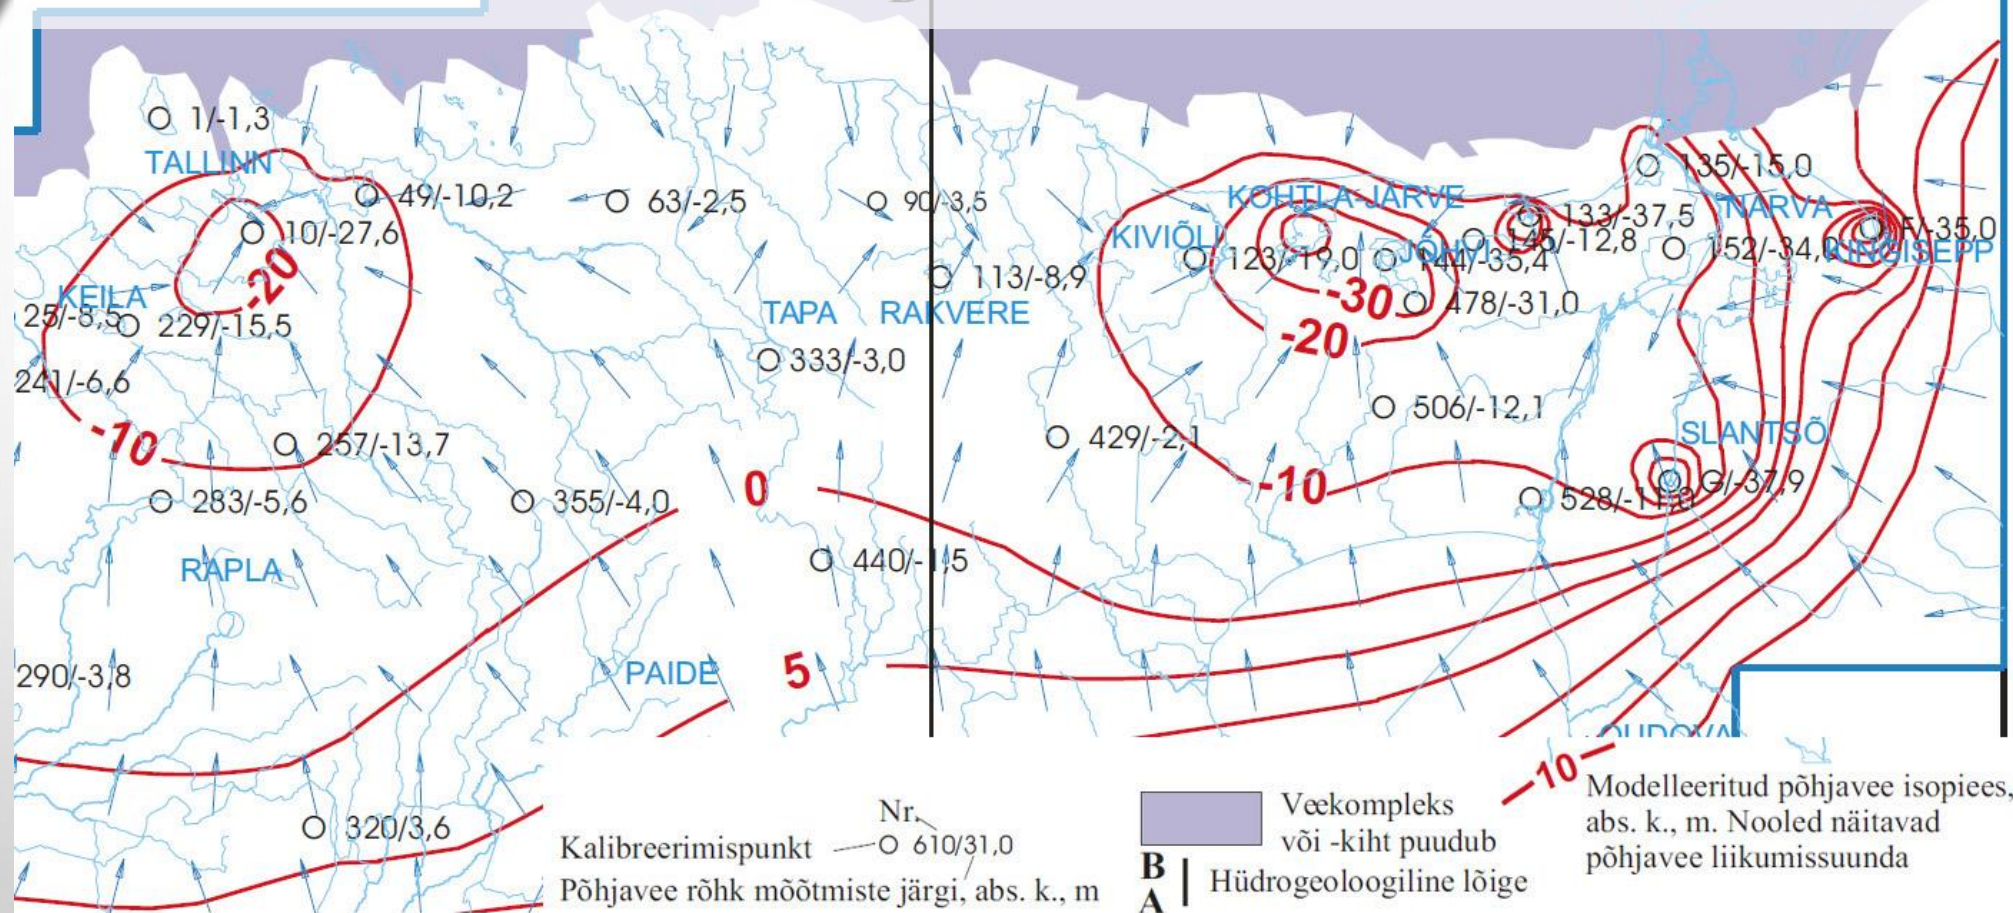 1/-1,3
TALLINN
49/-10,2
63/-2,5
90/-3,5
135/-15,0
KOHTLA-JÄRVE
133/-37,5
NARVA
10/-27,6
KIVIÕLI
145/-12,8
F/-35,0
123/-19,0
JÕHVI
144/-35,4
KINGISEPP
-20
113/-8,9
KEILA
-30
478/-31,0
25/-8,5
229/-15,5
TAPA
RAKVERE
-20
333/-3,0
241/-6,6
506/-12,1
-10
257/-13,7
429/-2,1
SLANTSÕ
283/-5,6
355/-4,0
0
-10
G/-37,9
RAPLA
440/-1,5
290/-3,8
PAIDE
5
320/3,6
Nr.
Kalibreerimispunkt
610/31,0
Põhjavee rõhk mõõtmiste järgi, abs. k., m
Veekompleks
või -kiht puudub
B
A
Hüdrogeoloogiline lõige
-10
Modelleeritud põhjavee isopiees,
abs. k., m. Nooled näitavad
põhjavee liikumissuunda